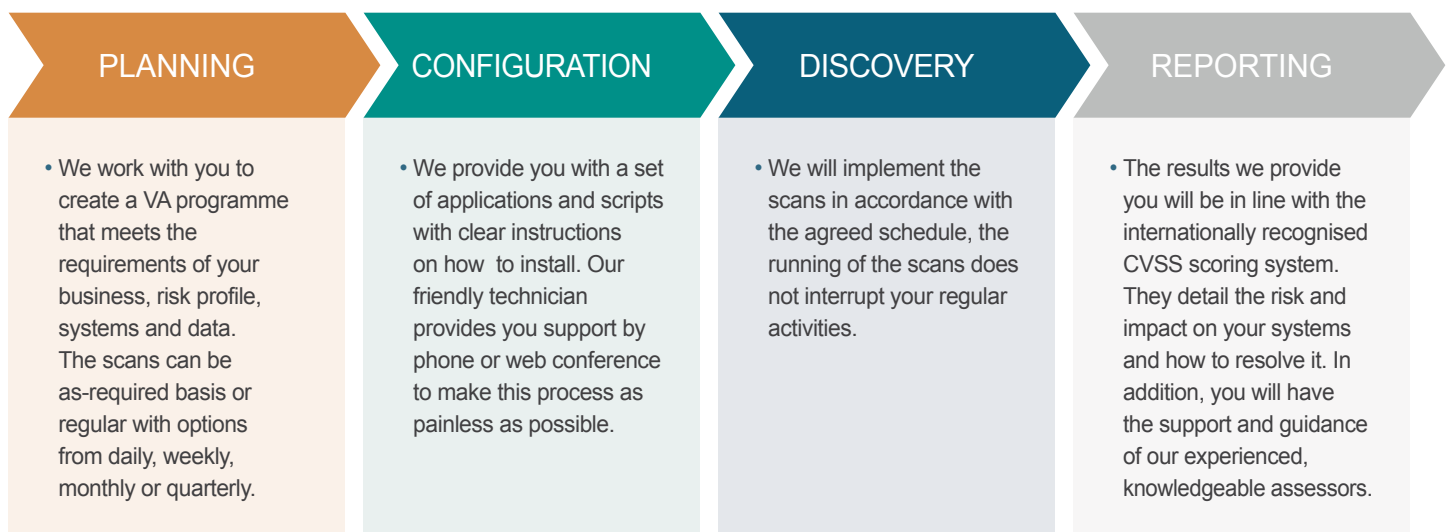 PLANNING
• We work with you to
create a VA programme
that meets the
requirements of your
business, risk profile,
systems and data.
The scans can be
as-required basis or
regular with options
from daily, weekly,
monthly or quarterly.
CONFIGURATION
• We provide you with a set
of applications and scripts
with clear instructions
on how  to install. Our
friendly technician
provides you support by
phone or web conference
to make this process as
painless as possible.
DISCOVERY
• We will implement the
scans in accordance with
the agreed schedule, the
running of the scans does
not interrupt your regular
activities.
REPORTING
• The results we provide
you will be in line with the
internationally recognised
CVSS scoring system.
They detail the risk and
impact on your systems
and how to resolve it. In
addition, you will have
the support and guidance
of our experienced,
knowledgeable assessors.